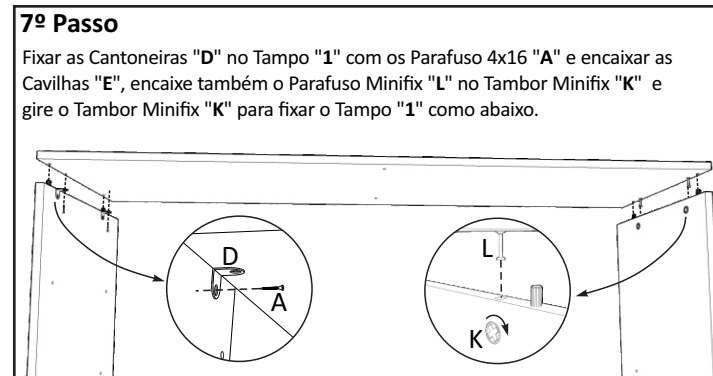 7º Passo
Fixar as Cantoneiras "D" no Tampo "1" com os Parafuso 4x16 "A" e encaixar as
Cavilhas "E", encaixe também o Parafuso Minifix "L" no Tambor Minifix "K" e
gire o Tambor Minifix "K" para fixar o Tampo "1" como abaixo.
D
A
L
K